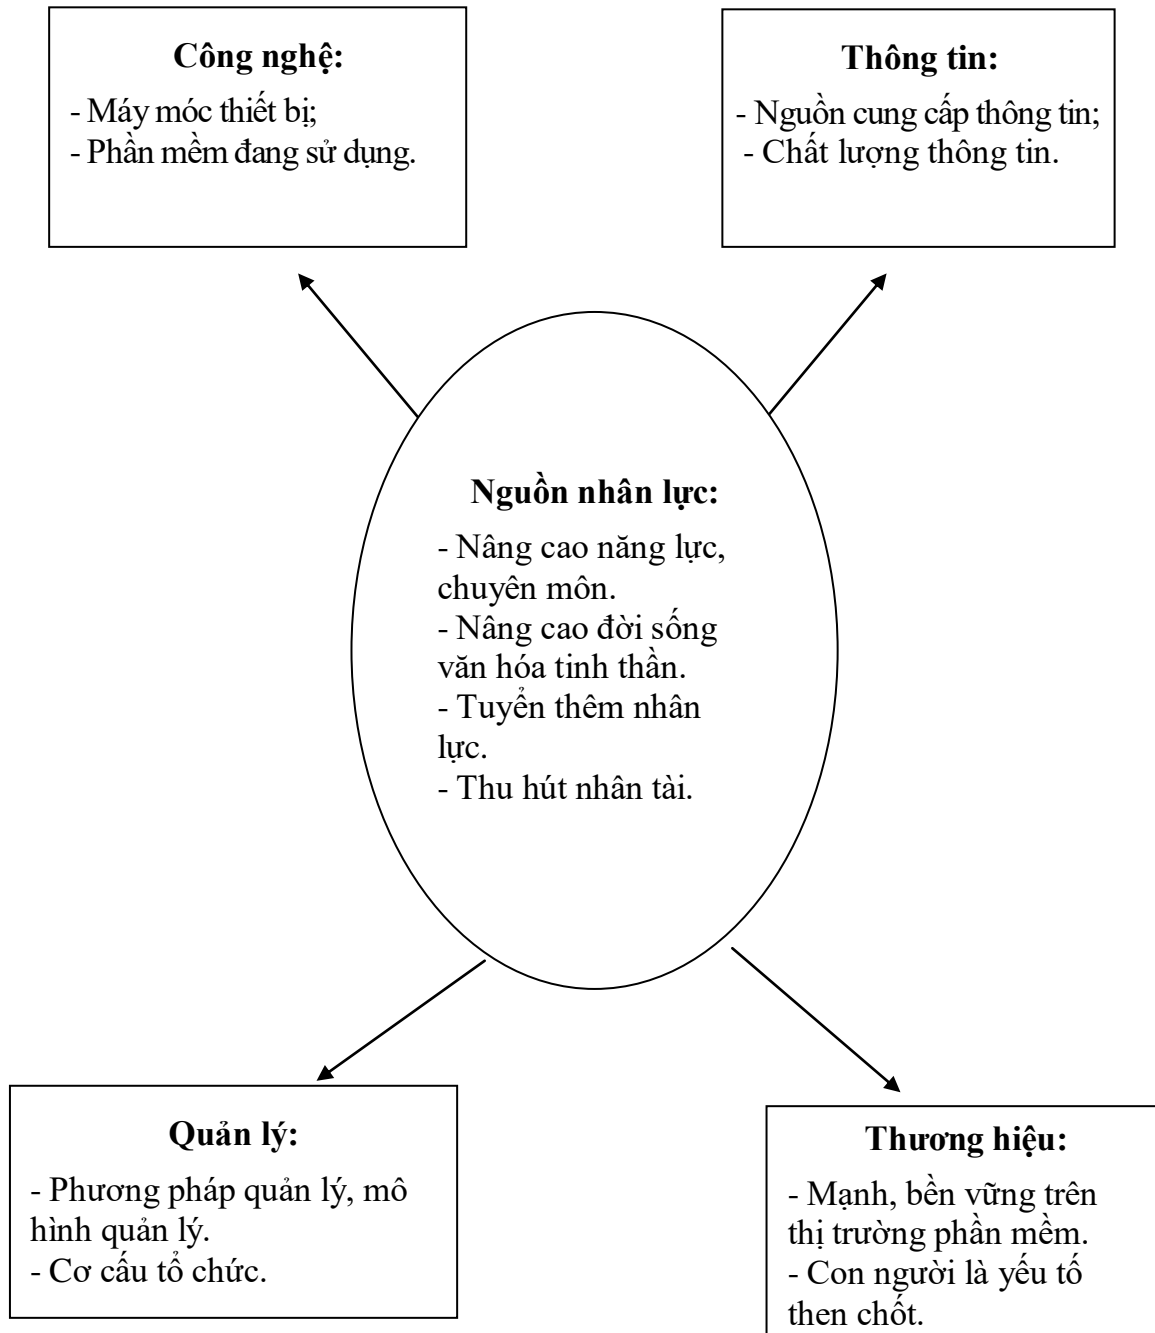 Công nghệ:
- Máy móc thiết bị;
- Phần mềm đang sử dụng.
Thông tin:
- Nguồn cung cấp thông tin;
- Chất lượng thông tin.
Nguồn nhân lực:
- Nâng cao năng lực,
chuyên môn.
- Nâng cao đời sống
văn hóa tinh thần.
- Tuyển thêm nhân
lực.
- Thu hút nhân tài.
Quản lý:
- Phương pháp quản lý, mô
hình quản lý.
- Cơ cấu tổ chức.
Thương hiệu:
- Mạnh, bền vững trên
thị trường phần mềm.
- Con người là yếu tố
then chốt.